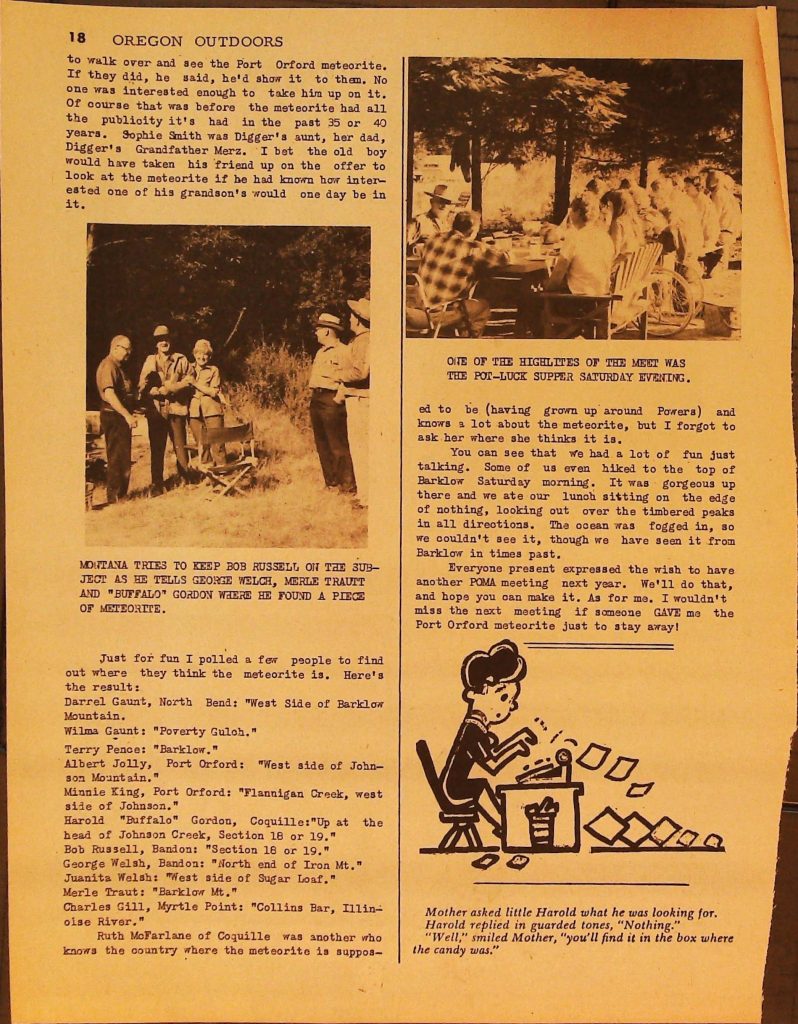 18 OREGON OUTDOORS
to walk over and see the Port Orford meteorite.
If they did, he said, he'd show it to them. No
one was interested enough to take him up on it.
Of course that was before the meteorite had all
the publicity it's had in the past 35 or 40
years. Sophie Smith was Digger's aunt, her dad,
Digger's Grandfather Merz. I bet the old boy
would have taken his friend up on the offer to
look at the meteorite if he had known how inter-
ested one of his grandson's would one day be in
it.
MONTANA TRIES TO KEEP BOB RUSSELL ON THE SUB-
JECT AS HE TELLS GEORGE WELCH, MERLE TRAUTT
AND "BUFFALO" GORDON WHERE HE FOUND A PIECE
OF METEORITE.
Just for fun I polled a few people to find
out where they think the meteorite is. Here's
the result:
Darrel Gaunt, North Bend: "West Side of Barklow
Mountain.
Wilma Gaunt: "Poverty Gulch."
Terry Pence: "Barklow."
Albert Jolly, Port Orford: "West side of John-
son Mountain."
Minnie King, Port Orford: "Flannigan Creek, west
side of Johnson."
Harold "Buffalo" Gordon, Coquille:"Up at the
head of Johnson Creek, Section 18 or 19."
Bob Russell, Bandon: "Section 18 or 19."
George Welsh, Bandon: "North end of Iron Mt."
Juanita Welsh: "West side of Sugar Loaf."
Merle Traut: "Barklow Mt."
Charles Gill, Myrtle Point: "Collins Bar, Illin-
oise River."
Ruth McFarlane of Coquille was another who
knows the country where the meteorite is suppos-
ONE OF THE HIGHLITES OF THE MEET WAS
THE POT-LUCK SUPPER SATURDAY EVENING.
ed to be (having grown up around Powers) and
knows a lot about the meteorite, but I forgot to
ask her where she thinks it is.
You can see that we had a lot of fun just
talking. Some of us even hiked to the top of
Barklow Saturday morning. It was gorgeous up
there and we ate our lunch sitting on the edge
of nothing, looking out over the timbered peaks
in all directions. The ocean was fogged in, so
we couldn't see it, though we have seen it from
Barklow in times past.
Everyone present expressed the wish to have
another POMA meeting next year. We'll do that,
and hope you can make it. As for me. I wouldn't
miss the next meeting if someone GAVE me the
Port Orford meteorite just to stay away!
Mother asked little Harold what he was looking for.
Harold replied in guarded tones, "Nothing."
"Well," smiled Mother, "you'll find it in the box where
the candy was."